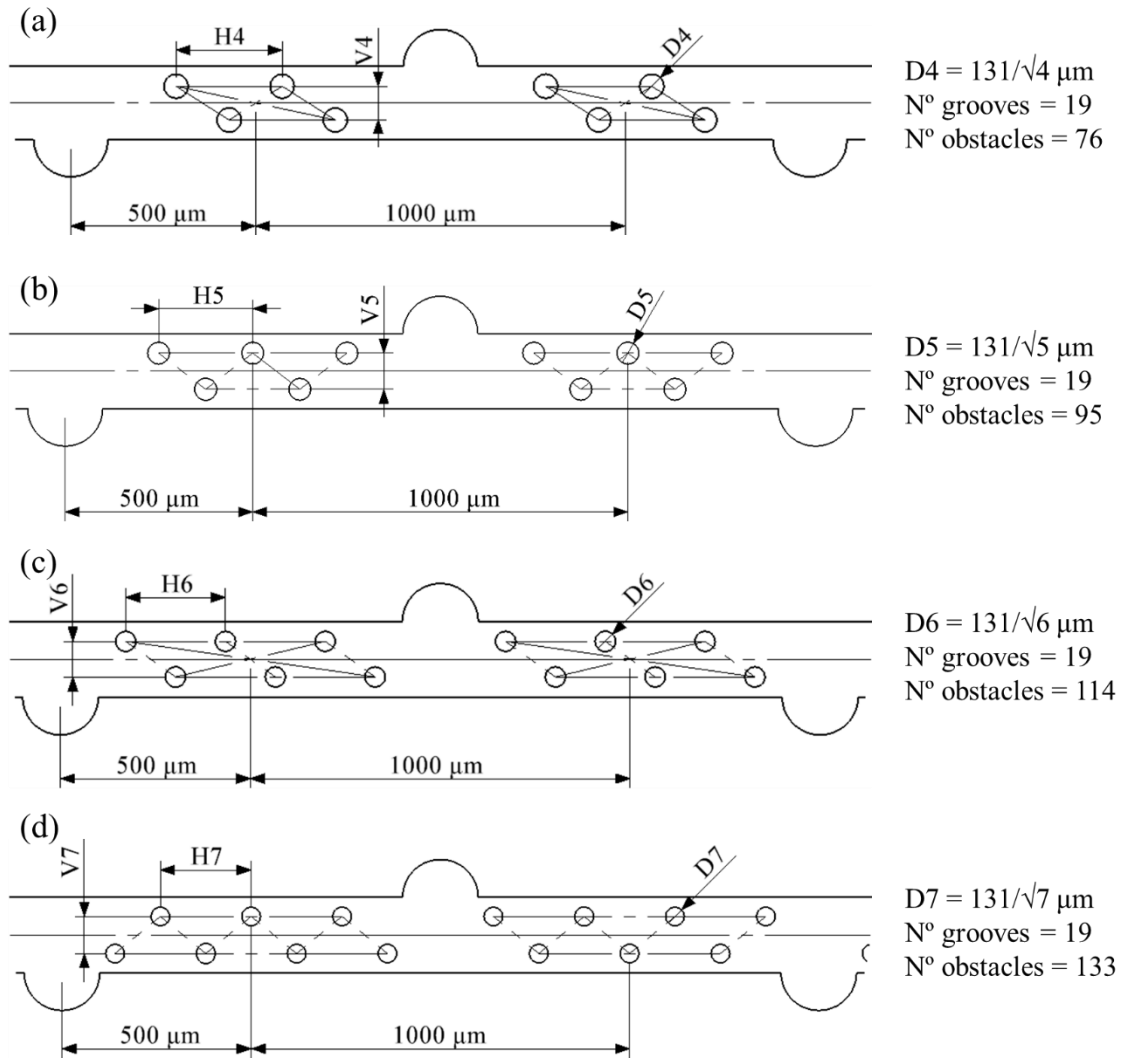 (a)
H4
V4
D4
D4 = 131/√4 μm
Nº grooves = 19
Nº obstacles = 76
500 μm
1000 μm
(b)
H5
V5
D5
D5 = 131/√5 μm
Nº grooves = 19
Nº obstacles = 95
500 μm
1000 μm
(c)
V6
H6
D6
D6 = 131/√6 μm
Nº grooves = 19
Nº obstacles = 114
500 μm
1000 μm
(d)
V7
H7
D7
D7 = 131/√7 μm
Nº grooves = 19
Nº obstacles = 133
500 μm
1000 μm